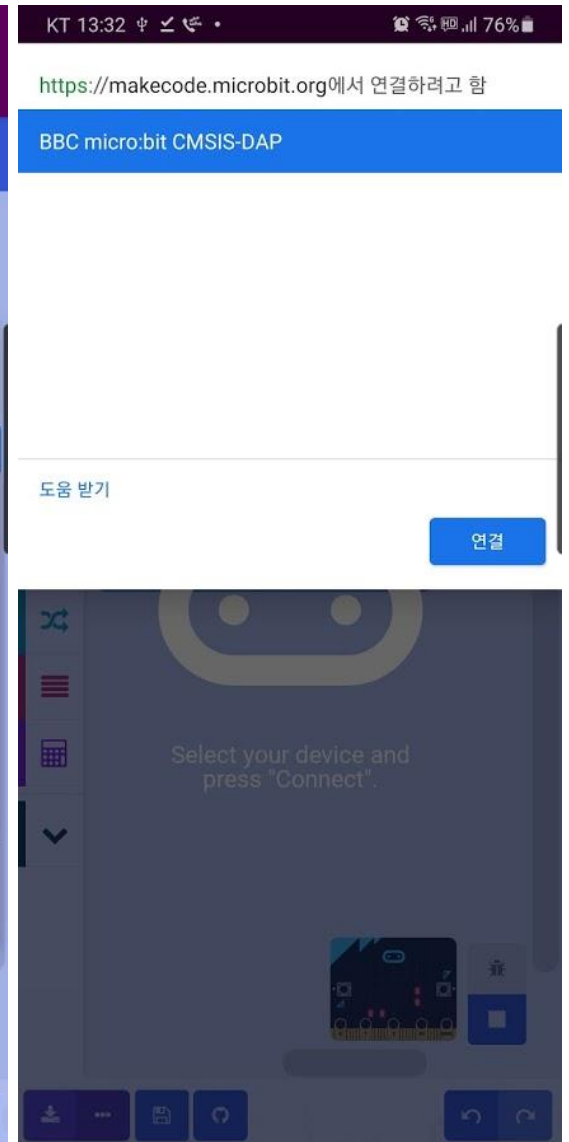 KT 13:32
76%
https://makecode.microbit.org에서 연결하려고 함
BBC micro:bit CMSIS-DAP
도움 받기
연결
Select your device and
press "Connect".